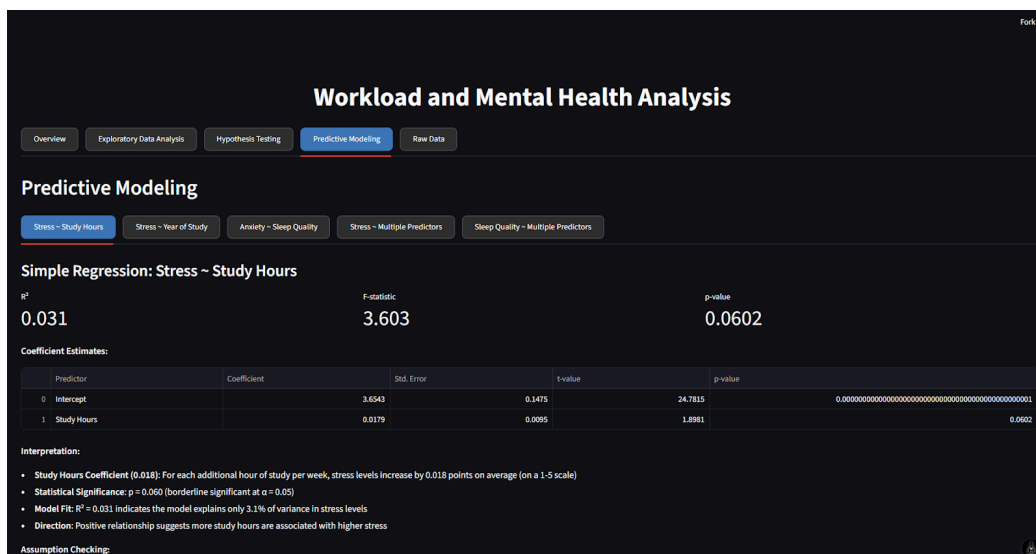 Fork
Workload and Mental Health Analysis
Overview Exploratory Data Analysis Hypothesis Testing Predictive Modeling Raw Data
Predictive Modeling
Stress ~ Study Hours Stress ~ Year of Study Anxiety ~ Sleep Quality Stress ~ Multiple Predictors Sleep Quality ~ Multiple Predictors
Simple Regression: Stress ~ Study Hours
R² F-statistic p-value
0.031 3.603 0.0602
Coefficient Estimates:
Predictor Coefficient Std. Error t-value p-value
0 Intercept 3.6543 0.1475 24.7815
1 Study Hours 0.0179 0.0095 1.8981 0.0602
Interpretation:
• Study Hours Coefficient (0.018): For each additional hour of study per week, stress levels increase by 0.018 points on average (on a 1-5 scale)
• Statistical Significance: p = 0.060 (borderline significant at α = 0.05)
• Model Fit: R² = 0.031 indicates the model explains only 3.1% of variance in stress levels
• Direction: Positive relationship suggests more study hours are associated with higher stress
Assumption Checking: